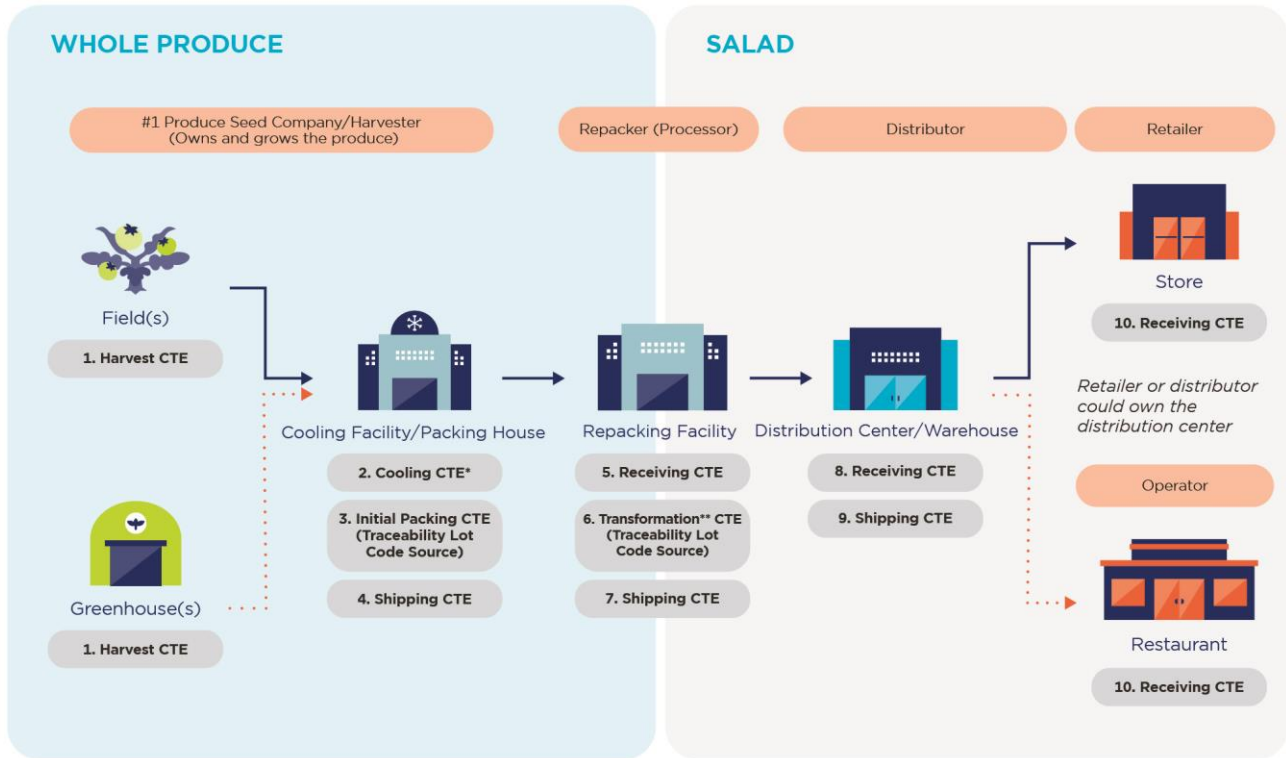 WHOLE PRODUCE
SALAD
#1 Produce Seed Company/Harvester
(Owns and grows the produce)
Repacker (Processor)
Distributor
Retailer
Field(s)
1. Harvest CTE
Greenhouse(s)
1. Harvest CTE
Cooling Facility/Packing House
2. Cooling CTE*
3. Initial Packing CTE
(Traceability Lot
Code Source)
4. Shipping CTE
Repacking Facility
5. Receiving CTE
6. Transformation** CTE
(Traceability Lot
Code Source)
7. Shipping CTE
Distribution Center/Warehouse
8. Receiving CTE
9. Shipping CTE
Store
10. Receiving CTE
Retailer or distributor
could own the
distribution center
Operator
Restaurant
10. Receiving CTE